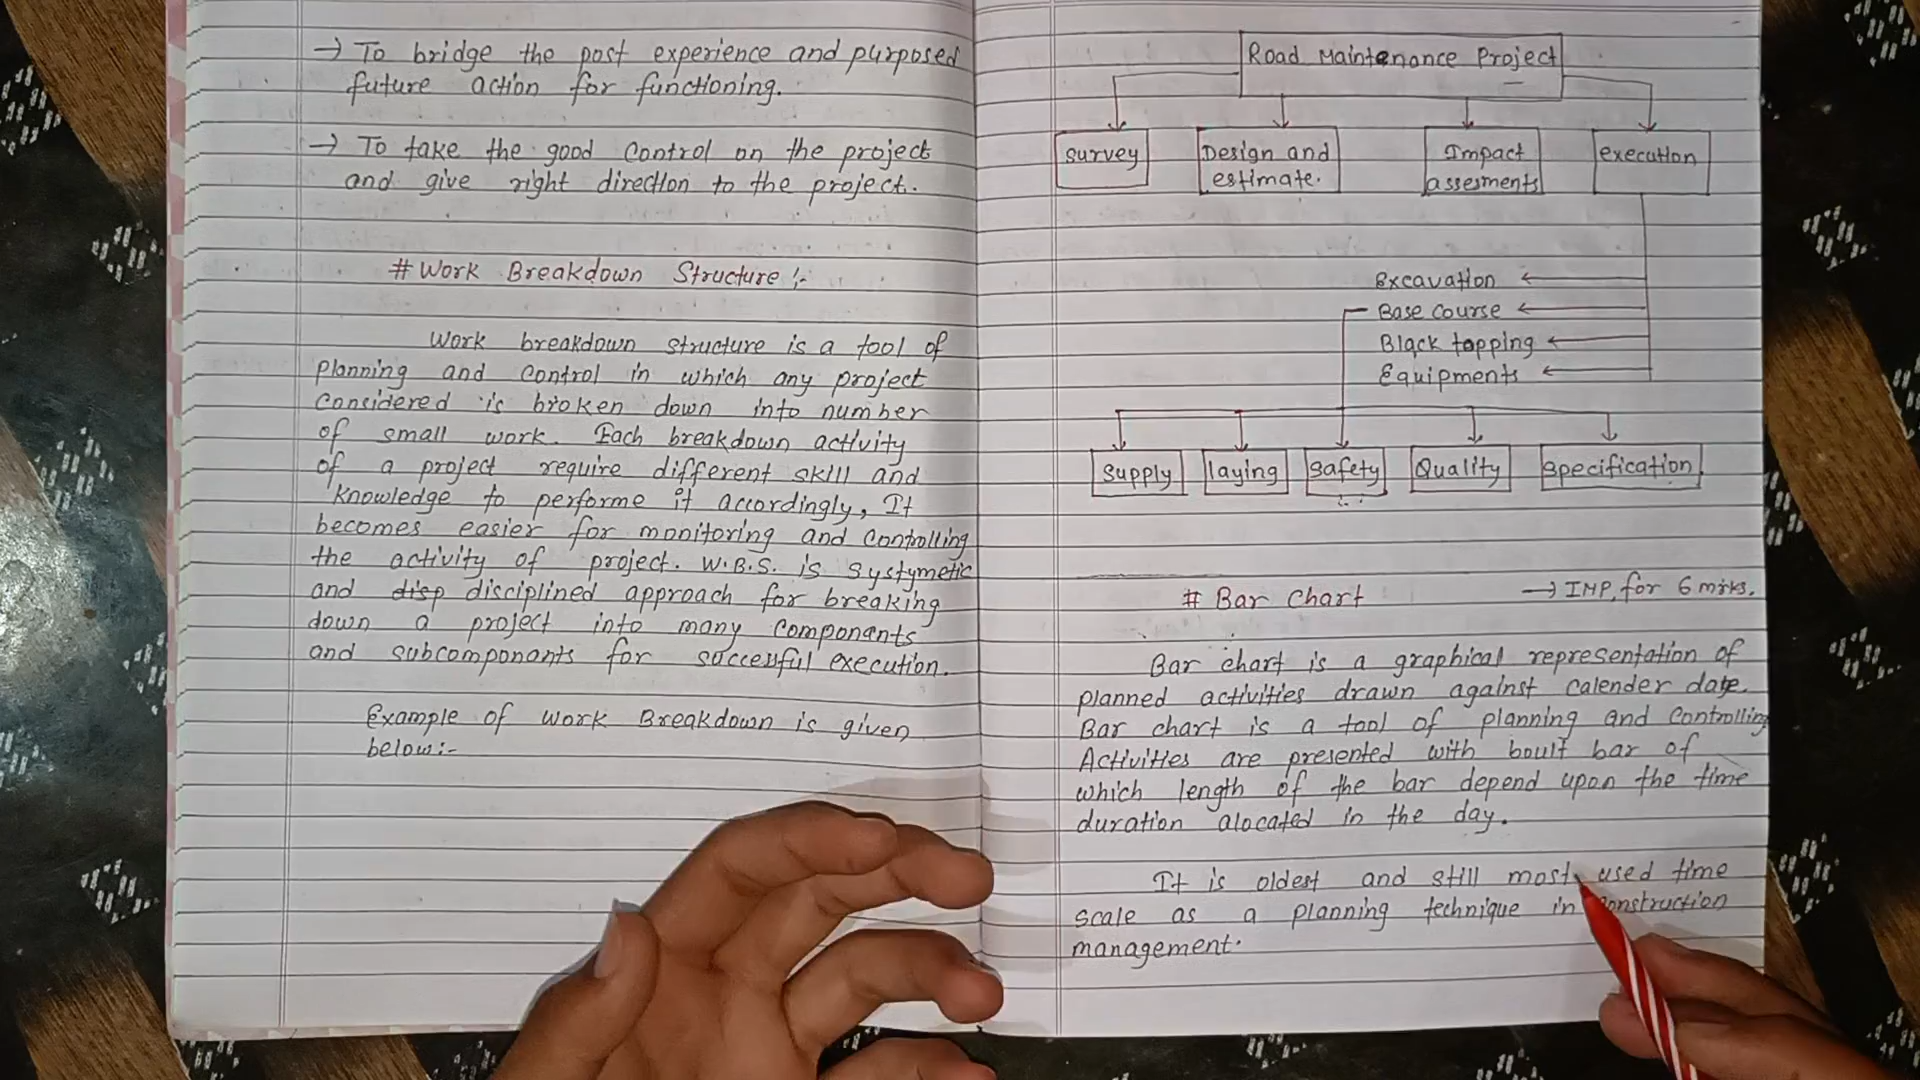 → To bridge the past experience and purposed
future action for functioning.
→ To take the good control on the project
and give right direction to the project.
# Work Breakdown Structure :-
Work breakdown structure is a tool of
planning and control in which any project
considered is broken down into number
of small work. Each breakdown activity
of a project require different skill and
knowledge to performe it accordingly, It
becomes easier for monitoring and controlling
the activity of project. W.B.S. is systymetic
and disp disciplined approach for breaking
down a project into many componants
and subcomponants for successful execution.
Example of Work Breakdown is given
below:-
Road Maintenance Project
survey
Design and
estimate.
Impact
assesments
execution
Excavation
Base course
Black topping
Equipments
Supply
laying
safety
Quality
specification
# Bar Chart → IMP, for 6 mrks.
Bar chart is a graphical representation of
planned activities drawn against calender date.
Bar chart is a tool of planning and controlling
Activities are presented with boult bar of
which length of the bar depend upon the time
duration alocated in the day.
It is oldest and still most used time
scale as a planning technique in construction
management.